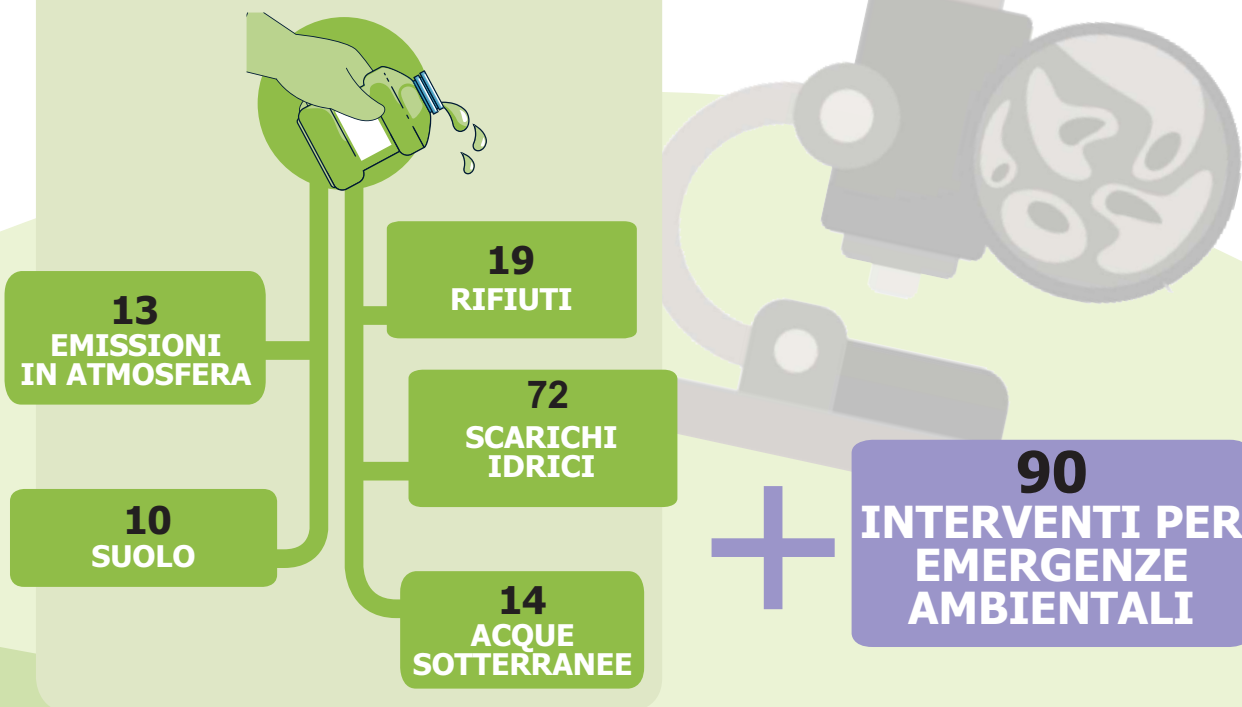 13
EMISSIONI
IN ATMOSFERA
19
RIFIUTI
72
SCARICHI
IDRICI
10
SUOLO
14
ACQUE
SOTTERRANEE
90
INTERVENTI PER
EMERGENZE
AMBIENTALI